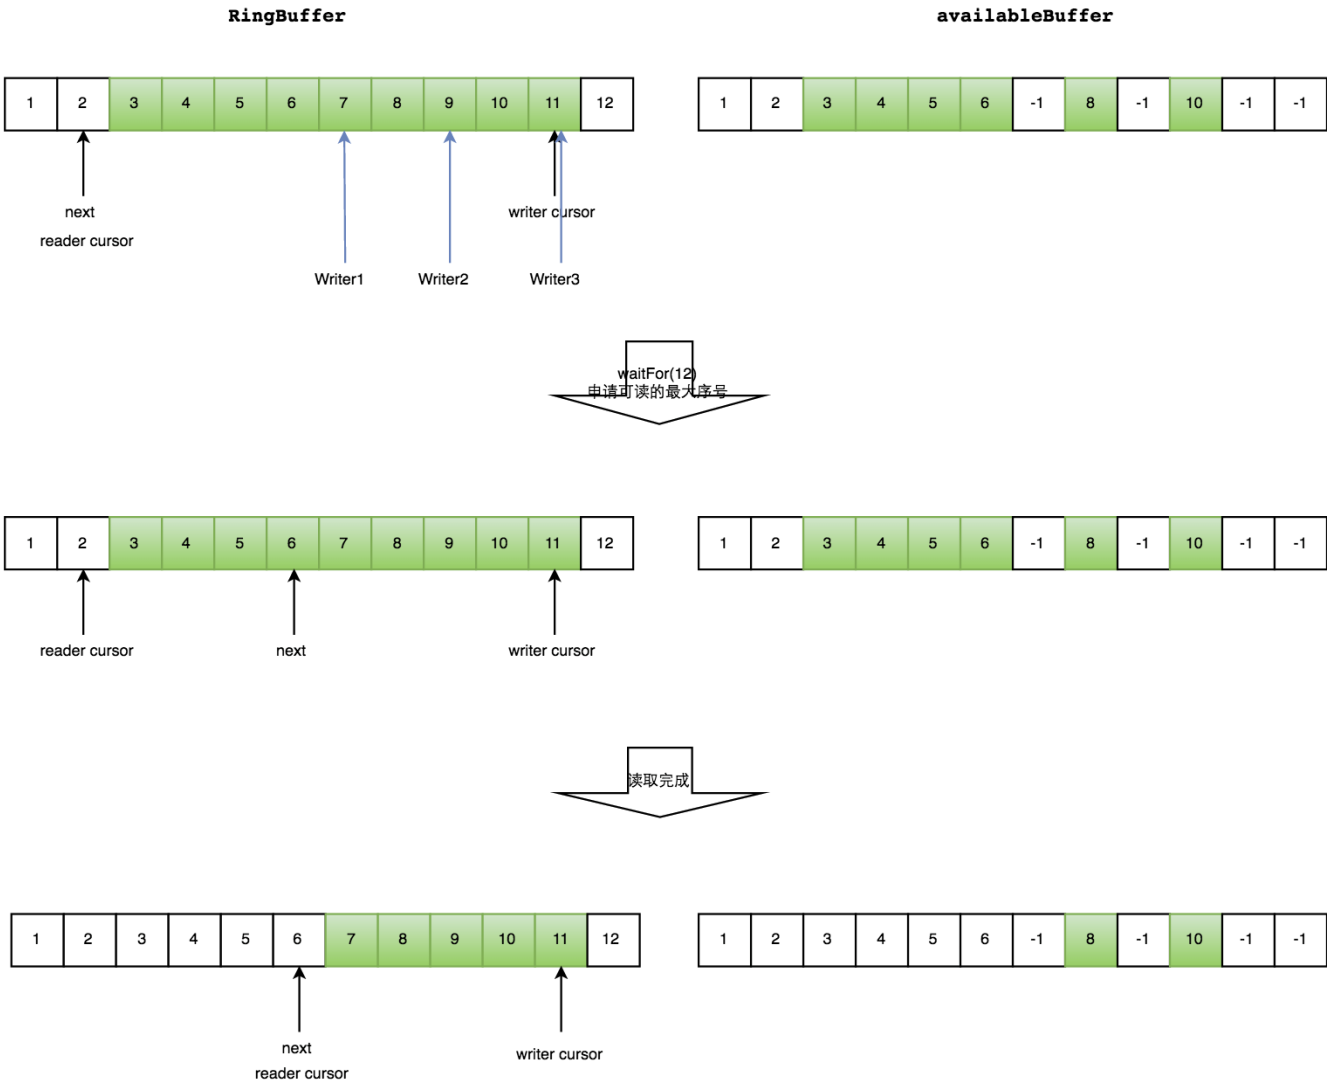 RingBuffer
availableBuffer
1 2 3 4 5 6 7 8 9 10 11 12
1 2 3 4 5 6 -1 8 -1 10 -1 -1
next
reader cursor
writer cursor
Writer1
Writer2
Writer3
waitFor(12)
申请可读的最大序号
1 2 3 4 5 6 7 8 9 10 11 12
1 2 3 4 5 6 -1 8 -1 10 -1 -1
reader cursor
next
writer cursor
读取完成
1 2 3 4 5 6 7 8 9 10 11 12
1 2 3 4 5 6 -1 8 -1 10 -1 -1
next
reader cursor
writer cursor